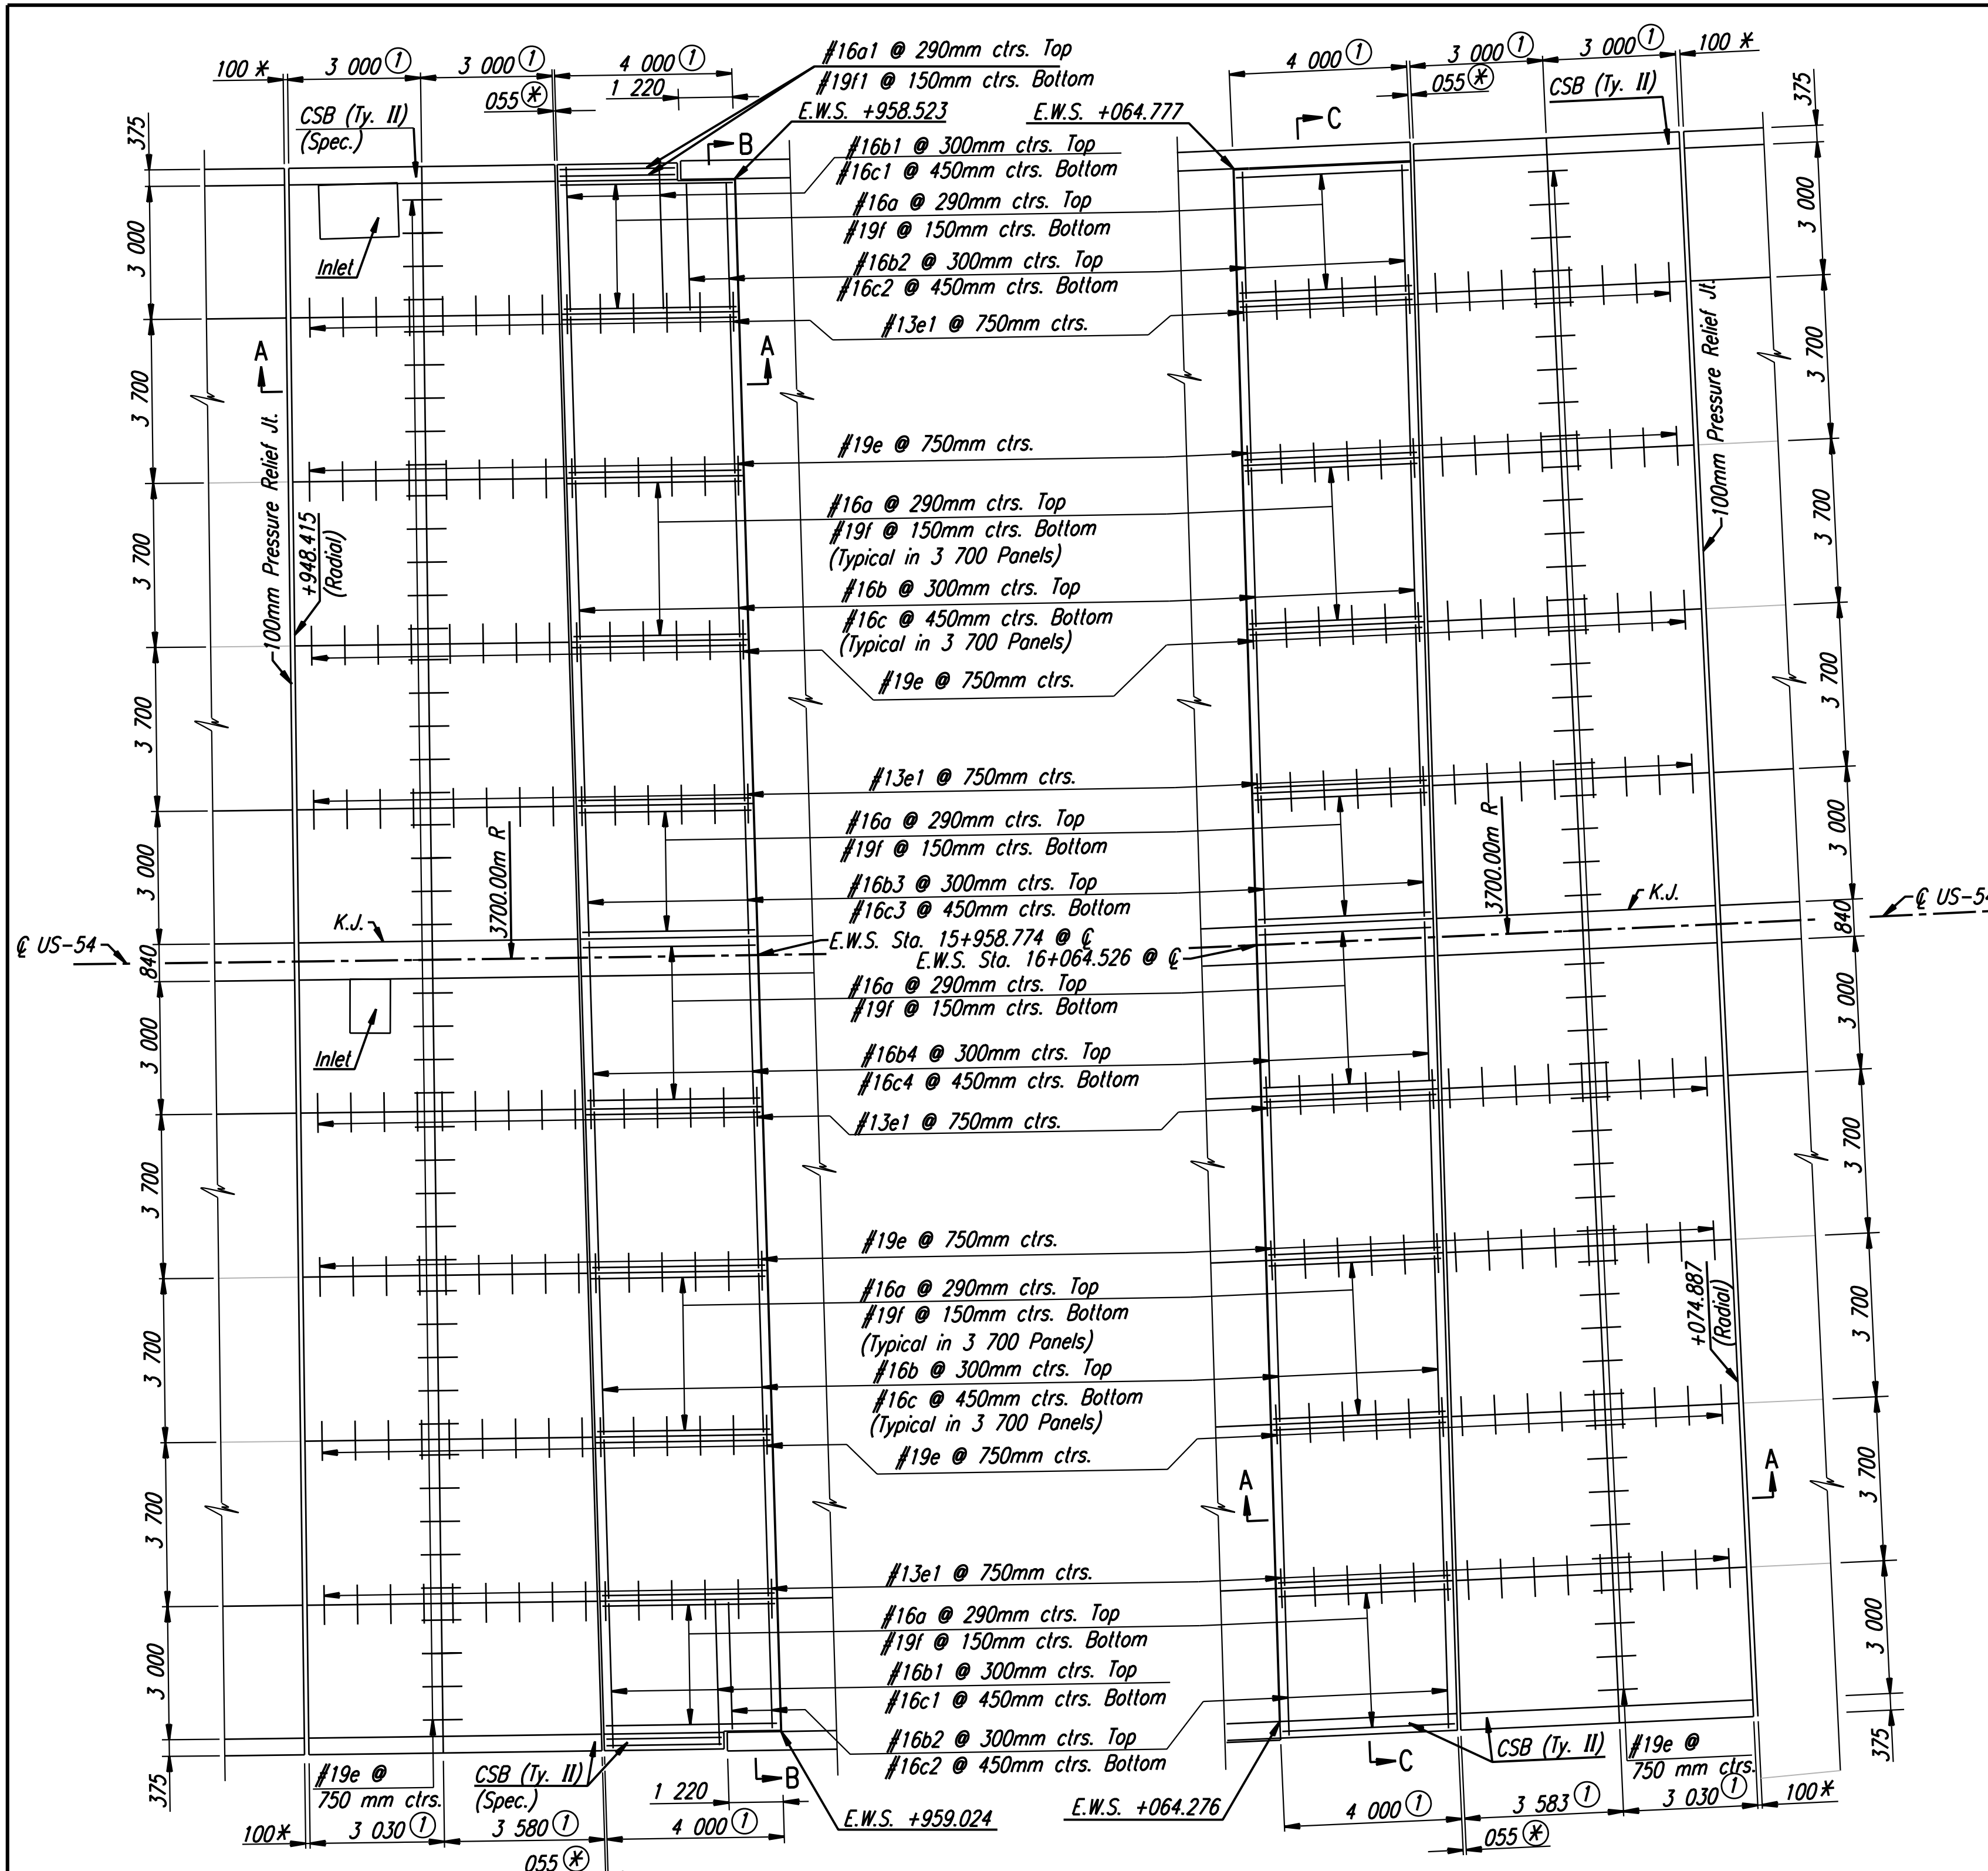 100 *
3 000 ①
3 000 ①
4 000 ①
1 220
055 ⊛
#16a1 @ 290mm ctrs. Top
#19f1 @ 150mm ctrs. Bottom
E.W.S. +958.523
E.W.S. +064.777
4 000 ①
3 000 ①
3 000 ①
100 *
055 ⊛
CSB (Ty. II)
(Spec.)
CSB (Ty. II)
B
C
375
375
#16b1 @ 300mm ctrs. Top
#16c1 @ 450mm ctrs. Bottom
#16a @ 290mm ctrs. Top
#19f @ 150mm ctrs. Bottom
Inlet
3 000
3 000
#16b2 @ 300mm ctrs. Top
#16c2 @ 450mm ctrs. Bottom
#13e1 @ 750mm ctrs.
A
A
3 700
3 700
100mm Pressure Relief Jt.
100mm Pressure Relief Jt.
#19e @ 750mm ctrs.
#16a @ 290mm ctrs. Top
#19f @ 150mm ctrs. Bottom
(Typical in 3 700 Panels)
+948.415
(Radial)
3 700
3 700
#16b @ 300mm ctrs. Top
#16c @ 450mm ctrs. Bottom
(Typical in 3 700 Panels)
#19e @ 750mm ctrs.
3 700
3 700
#13e1 @ 750mm ctrs.
#16a @ 290mm ctrs. Top
#19f @ 150mm ctrs. Bottom
3700.00m R
3700.00m R
3 000
3 000
#16b3 @ 300mm ctrs. Top
#16c3 @ 450mm ctrs. Bottom
K.J.
K.J.
℄ US-54
℄ US-54
840
840
E.W.S. Sta. 15+958.774 @ ℄
E.W.S. Sta. 16+064.526 @ ℄
#16a @ 290mm ctrs. Top
#19f @ 150mm ctrs. Bottom
Inlet
3 000
3 000
#16b4 @ 300mm ctrs. Top
#16c4 @ 450mm ctrs. Bottom
#13e1 @ 750mm ctrs.
3 700
3 700
#19e @ 750mm ctrs.
#16a @ 290mm ctrs. Top
#19f @ 150mm ctrs. Bottom
(Typical in 3 700 Panels)
+074.887
(Radial)
3 700
3 700
#16b @ 300mm ctrs. Top
#16c @ 450mm ctrs. Bottom
(Typical in 3 700 Panels)
#19e @ 750mm ctrs.
A
A
3 700
3 700
#13e1 @ 750mm ctrs.
#16a @ 290mm ctrs. Top
#19f @ 150mm ctrs. Bottom
3 000
3 000
#16b1 @ 300mm ctrs. Top
#16c1 @ 450mm ctrs. Bottom
#16b2 @ 300mm ctrs. Top
#16c2 @ 450mm ctrs. Bottom
375
375
#19e @
750 mm ctrs.
CSB (Ty. II)
(Spec.)
B
C
CSB (Ty. II)
#19e @
750 mm ctrs.
1 220
E.W.S. +959.024
E.W.S. +064.276
100*
3 030 ①
3 580 ①
4 000 ①
055 ⊛
4 000 ①
3 583 ①
3 030 ①
100 *
055 ⊛